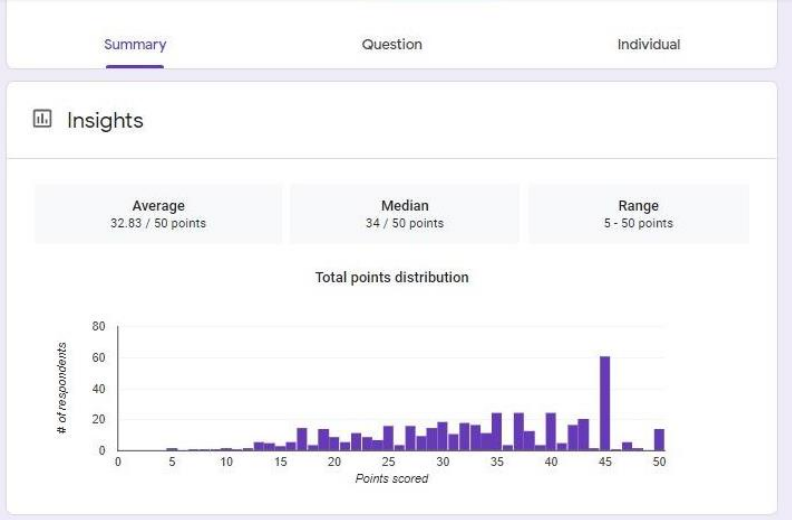 Summary Question Individual
Insights
Average Median Range
32.83 / 50 points 34 / 50 points 5 - 50 points
Total points distribution
80
60
40
20
0
# of respondents
0 5 10 15 20 25 30 35 40 45 50
Points scored